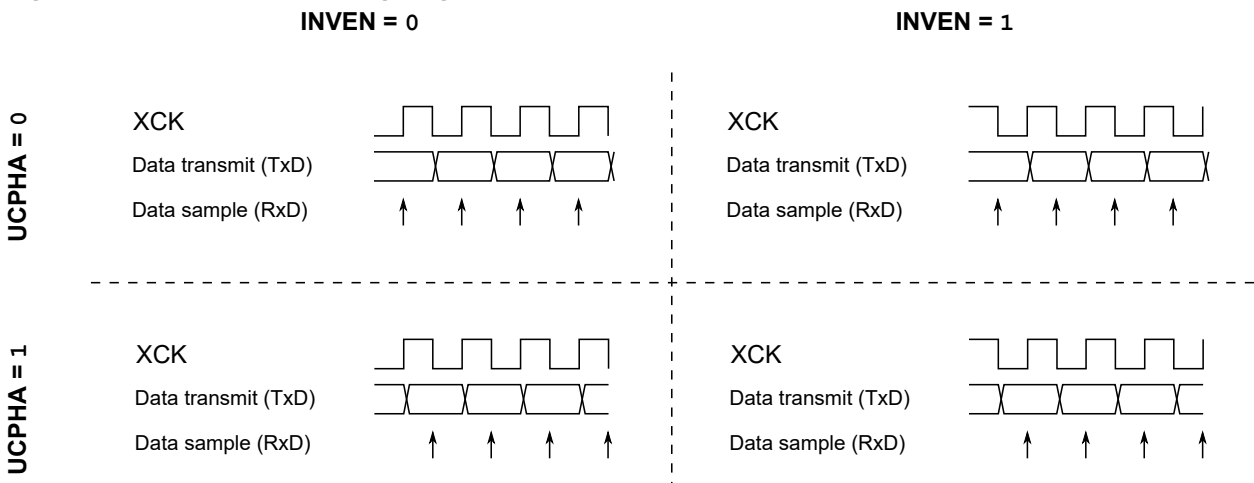 INVEN = 0
INVEN = 1
UCPHA = 0
XCK
Data transmit (TxD)
Data sample (RxD)
XCK
Data transmit (TxD)
Data sample (RxD)
UCPHA = 1
XCK
Data transmit (TxD)
Data sample (RxD)
XCK
Data transmit (TxD)
Data sample (RxD)